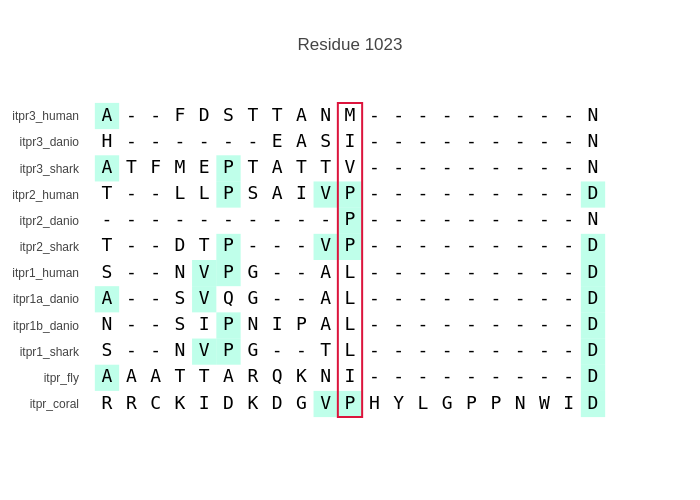 Residue 1023
itpr3_human A - - F D S T T A N M - - - - - - - - - N
itpr3_danio H - - - - - - E A S I - - - - - - - - - N
itpr3_shark A T F M E P T A T T V - - - - - - - - - N
itpr2_human T - - L L P S A I V P - - - - - - - - - D
itpr2_danio - - - - - - - - - - P - - - - - - - - - N
itpr2_shark T - - D T P - - - V P - - - - - - - - - D
itpr1_human S - - N V P G - - A L - - - - - - - - - D
itpr1a_danio A - - S V Q G - - A L - - - - - - - - - D
itpr1b_danio N - - S I P N I P A L - - - - - - - - - D
itpr1_shark S - - N V P G - - T L - - - - - - - - - D
itpr_fly A A A T T A R Q K N I - - - - - - - - - D
itpr_coral R R C K I D K D G V P H Y L G P P N W I D